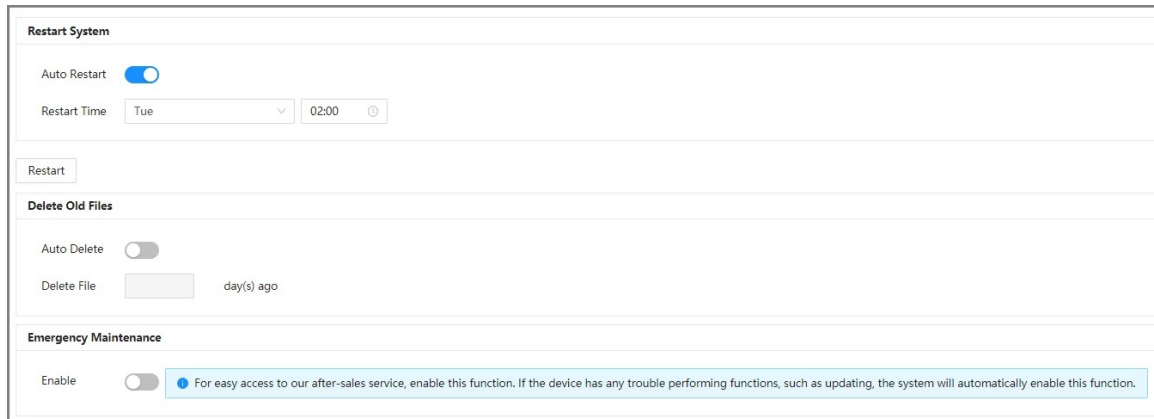 Restart System
Auto Restart
Restart Time Tue 02:00
Restart
Delete Old Files
Auto Delete
Delete File day(s) ago
Emergency Maintenance
Enable For easy access to our after-sales service, enable this function. If the device has any trouble performing functions, such as updating, the system will automatically enable this function.